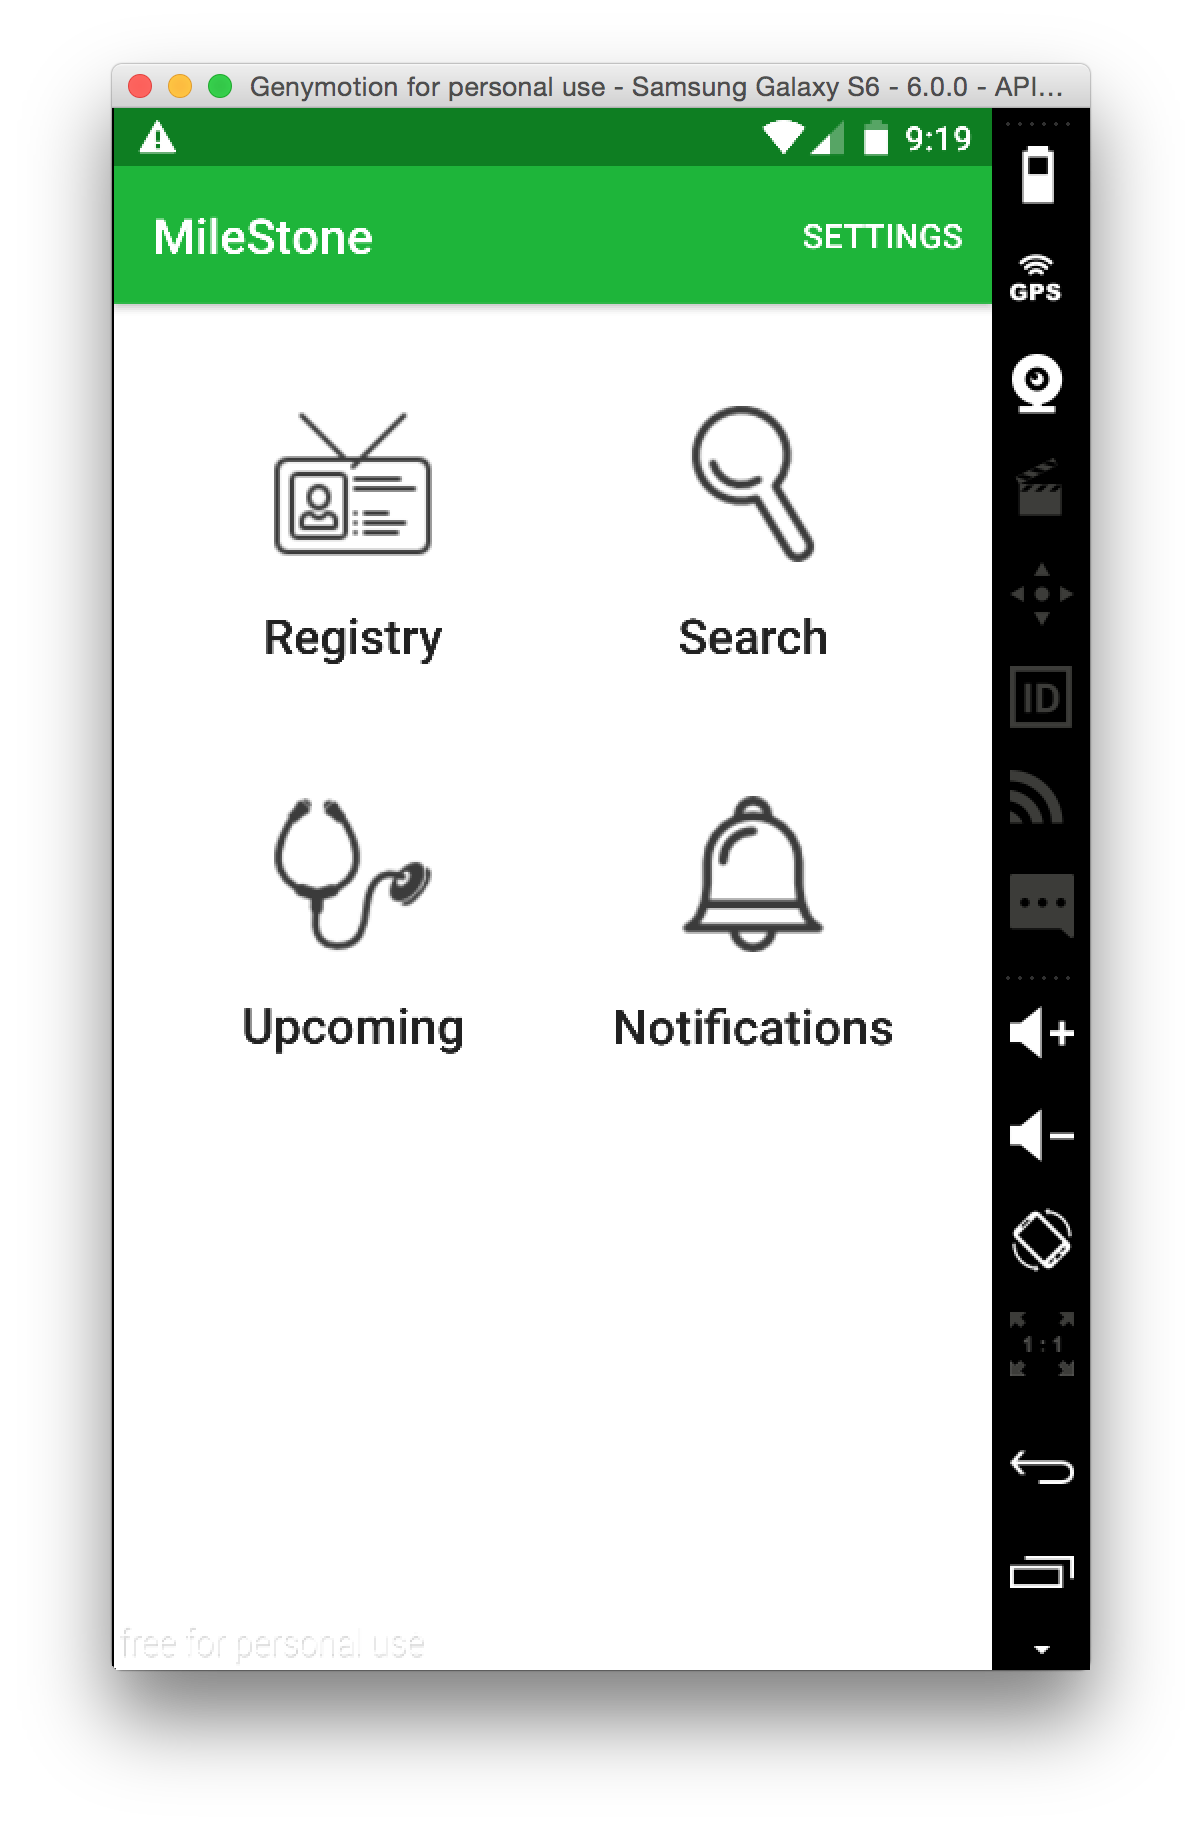 Genymotion for personal use - Samsung Galaxy S6 - 6.0.0 - API...
9:19
MileStone
SETTINGS
GPS
Registry
Search
ID
Upcoming
Notifications
1:1
free for personal use